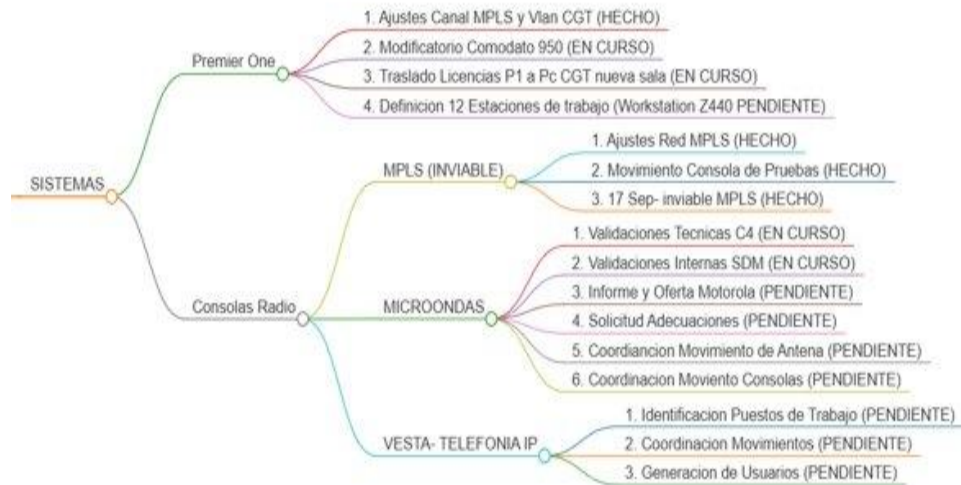 SISTEMAS
Premier One
1. Ajustes Canal MPLS y Vlan CGT (HECHO)
2. Modificatorio Comodato 950 (EN CURSO)
3. Traslado Licencias P1 a Pc CGT nueva sala (EN CURSO)
4. Definicion 12 Estaciones de trabajo (Workstation Z440 PENDIENTE)
Consolas Radio
MPLS (INVIABLE)
1. Ajustes Red MPLS (HECHO)
2. Movimiento Consola de Pruebas (HECHO)
3. 17 Sep- inviable MPLS (HECHO)
MICROONDAS
1. Validaciones Tecnicas C4 (EN CURSO)
2. Validaciones Internas SDM (EN CURSO)
3. Informe y Oferta Motorola (PENDIENTE)
4. Solicitud Adecuaciones (PENDIENTE)
5. Coordiancion Movimiento de Antena (PENDIENTE)
6. Coordinacion Moviento Consolas (PENDIENTE)
VESTA- TELEFONIA IP
1. Identificacion Puestos de Trabajo (PENDIENTE)
2. Coordinacion Movimientos (PENDIENTE)
3. Generacion de Usuarios (PENDIENTE)